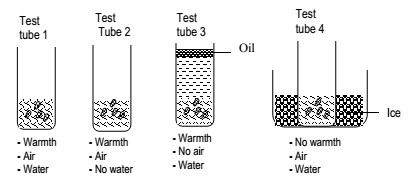 Test
tube 1
Test
Tube 2
Test
tube 3
Test
tube 4
Oil
Ice
- Warmth
- Air
- Water
- Warmth
- Air
- No water
- Warmth
- No air
- Water
- No warmth
- Air
- Water